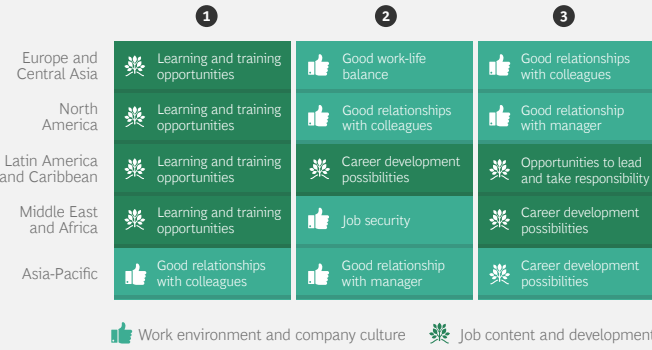 1 2 3
Europe and
Central Asia
Learning and training
opportunities
Good work-life
balance
Good relationships
with colleagues
North
America
Learning and training
opportunities
Good relationships
with colleagues
Good relationship
with manager
Latin America
and Caribbean
Learning and training
opportunities
Career development
possibilities
Opportunities to lead
and take responsibility
Middle East
and Africa
Learning and training
opportunities
Job security
Career development
possibilities
Asia-Pacific
Good relationships
with colleagues
Good relationship
with manager
Career development
possibilities
Work environment and company culture
Job content and development